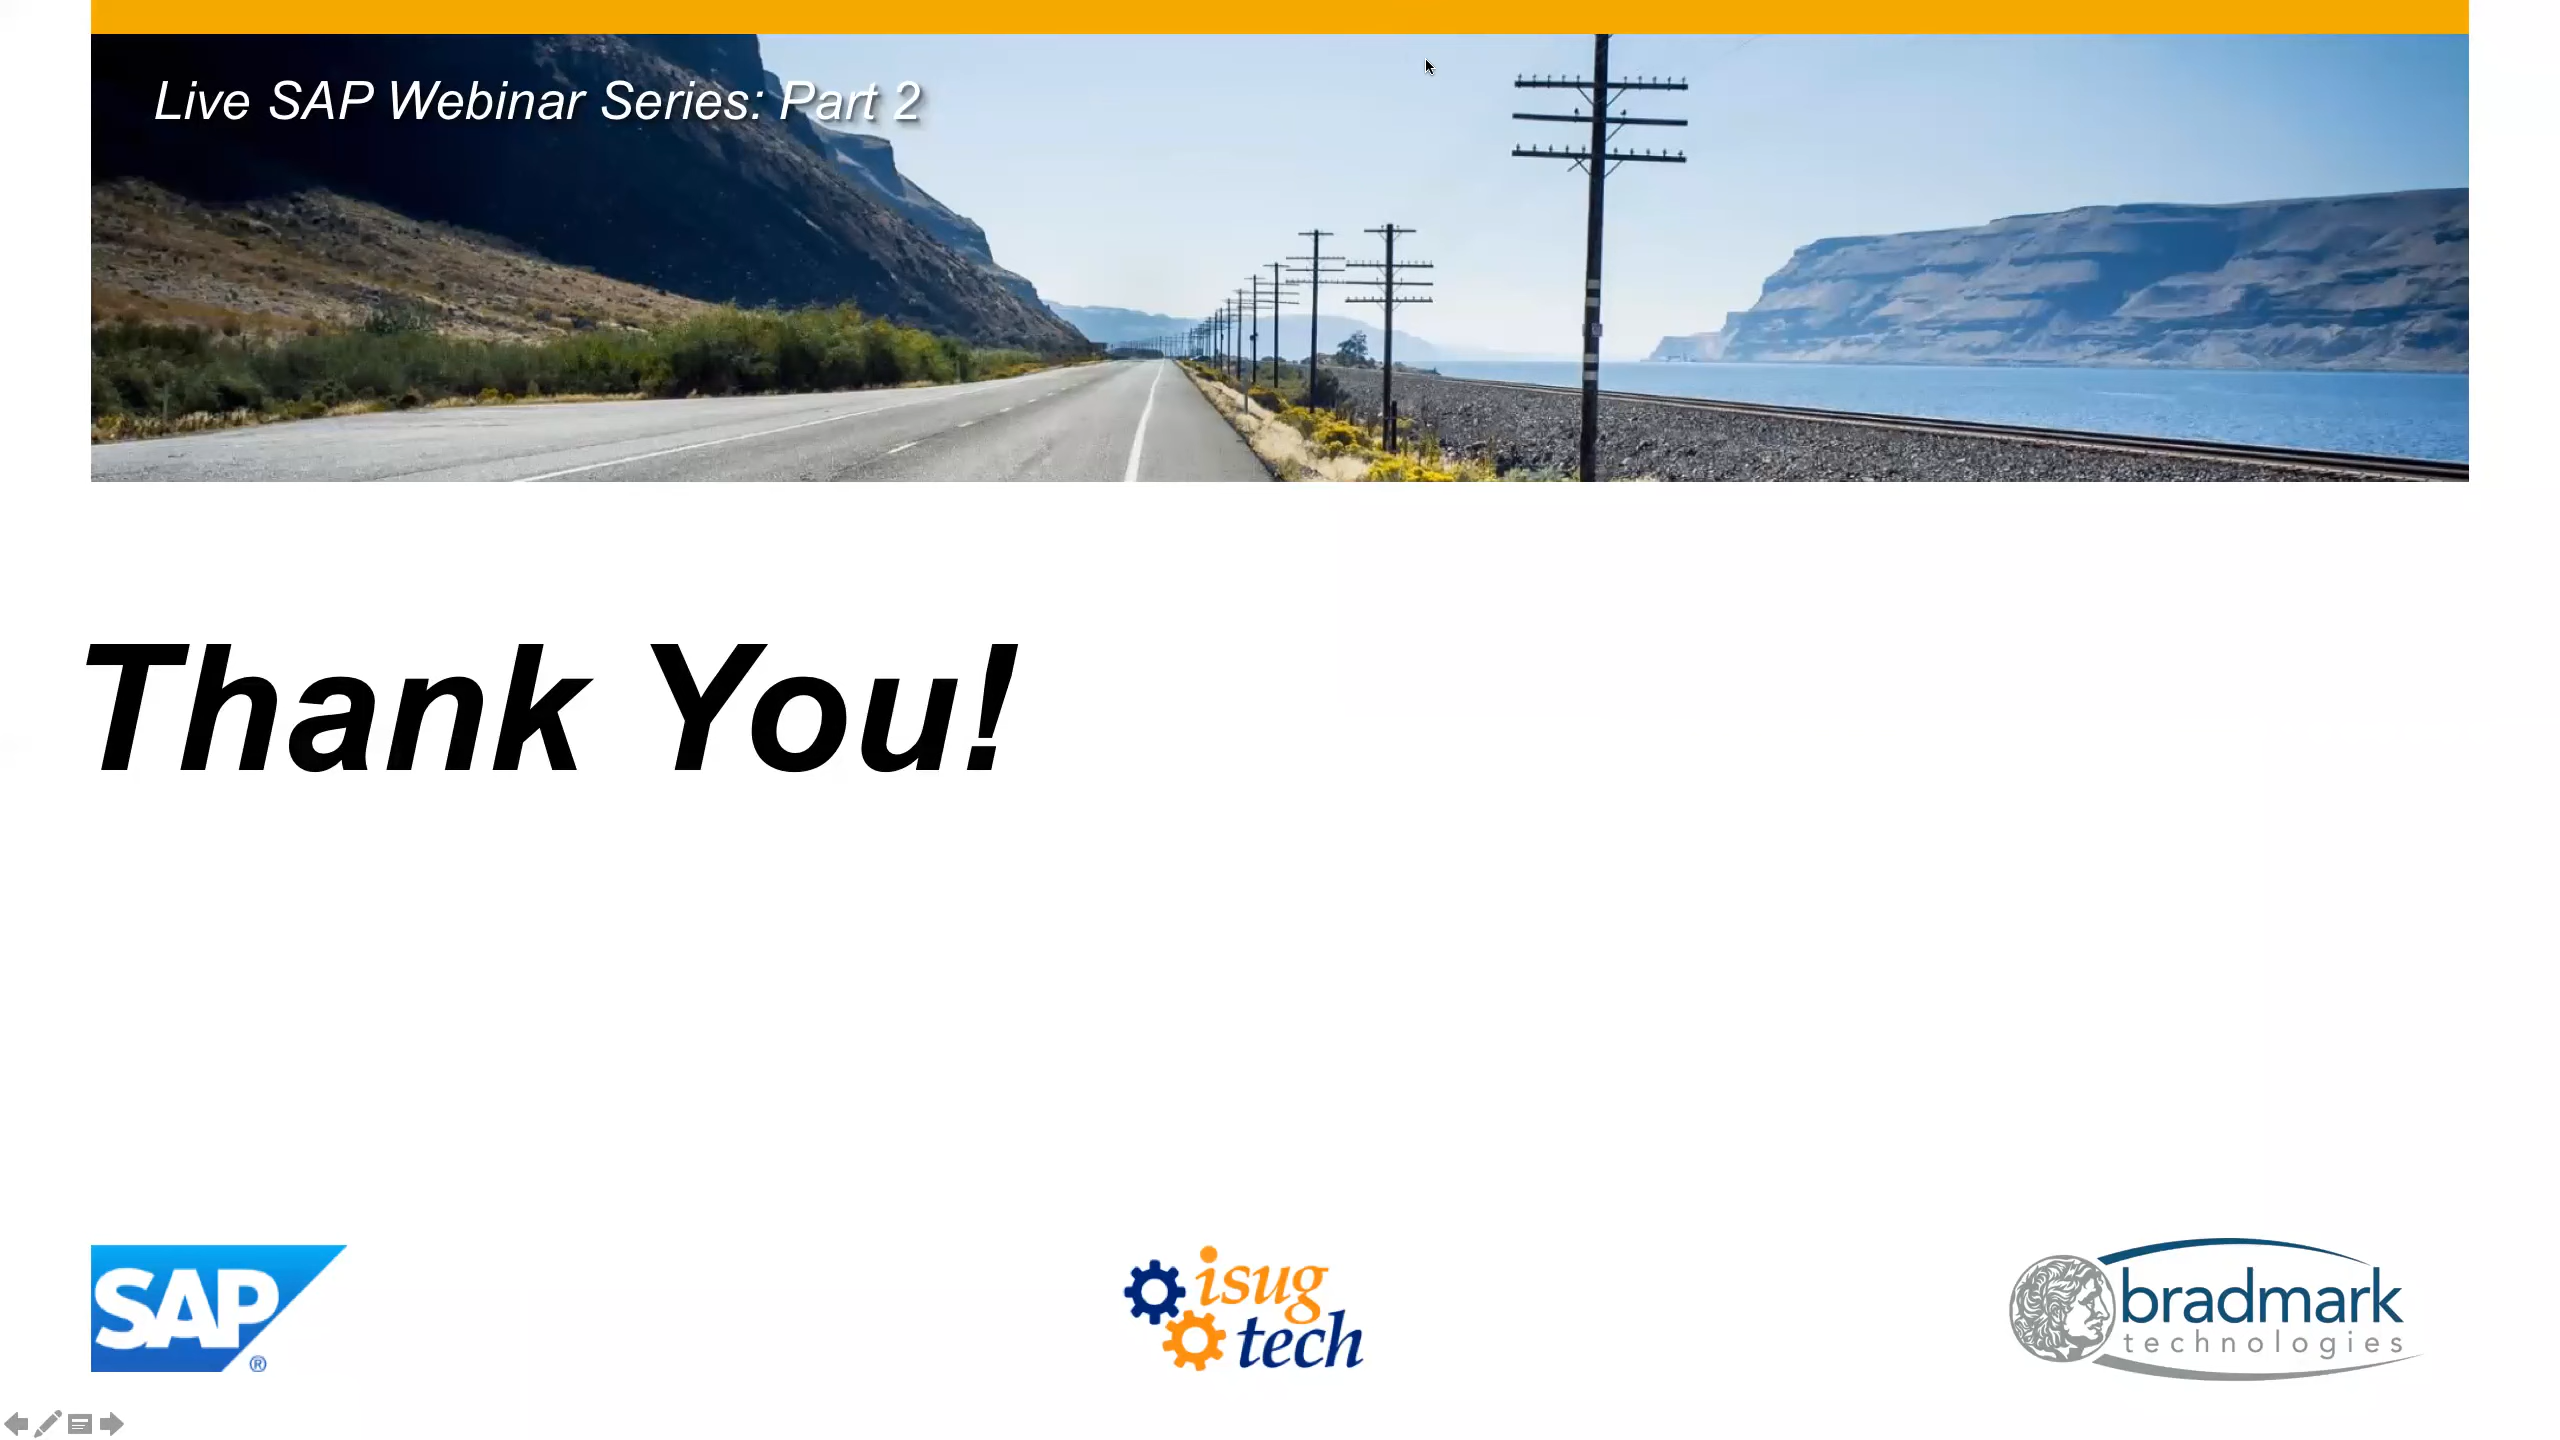 Live SAP Webinar Series: Part 2
Thank You!
SAP ®
isug
tech
bradmark
technologies